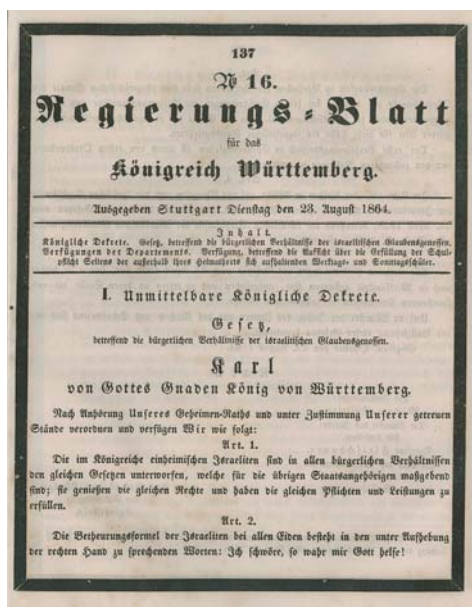 137
№ 16.
Regierungs-Blatt
für das
Königreich Württemberg.
Ausgegeben Stuttgart Dienstag den 23. August 1864.
Inhalt.
Königliche Dekrete. Gesetz, betreffend die bürgerlichen Verhältnisse der israelitischen Glaubensgenossen.
Verfügungen der Departements. Verfügung, betreffend die Aufsicht über die Erfüllung der Schul-
pflicht Seitens der außerhalb ihres Heimathorts sich aufhaltenden Werktags- und Sonntagsschüler.
I. Unmittelbare Königliche Dekrete.
Gesetz,
betreffend die bürgerlichen Verhältnisse der israelitischen Glaubensgenossen.
Karl
von Gottes Gnaden König von Württemberg.
Nach Anhörung Unseres Geheimen-Raths und unter Zustimmung Unserer getreuen
Stände verordnen und verfügen Wir wie folgt:
Art. 1.
Die im Königreiche einheimischen Israeliten sind in allen bürgerlichen Verhältnissen
den gleichen Gesetzen unterworfen, welche für die übrigen Staatsangehörigen maßgebend
sind; sie genießen die gleichen Rechte und haben die gleichen Pflichten und Leistungen zu
erfüllen.
Art. 2.
Die Betheurungsformel der Israeliten bei allen Eiden besteht in den unter Aufhebung
der rechten Hand zu sprechenden Worten: Ich schwöre, so wahr mir Gott helfe!